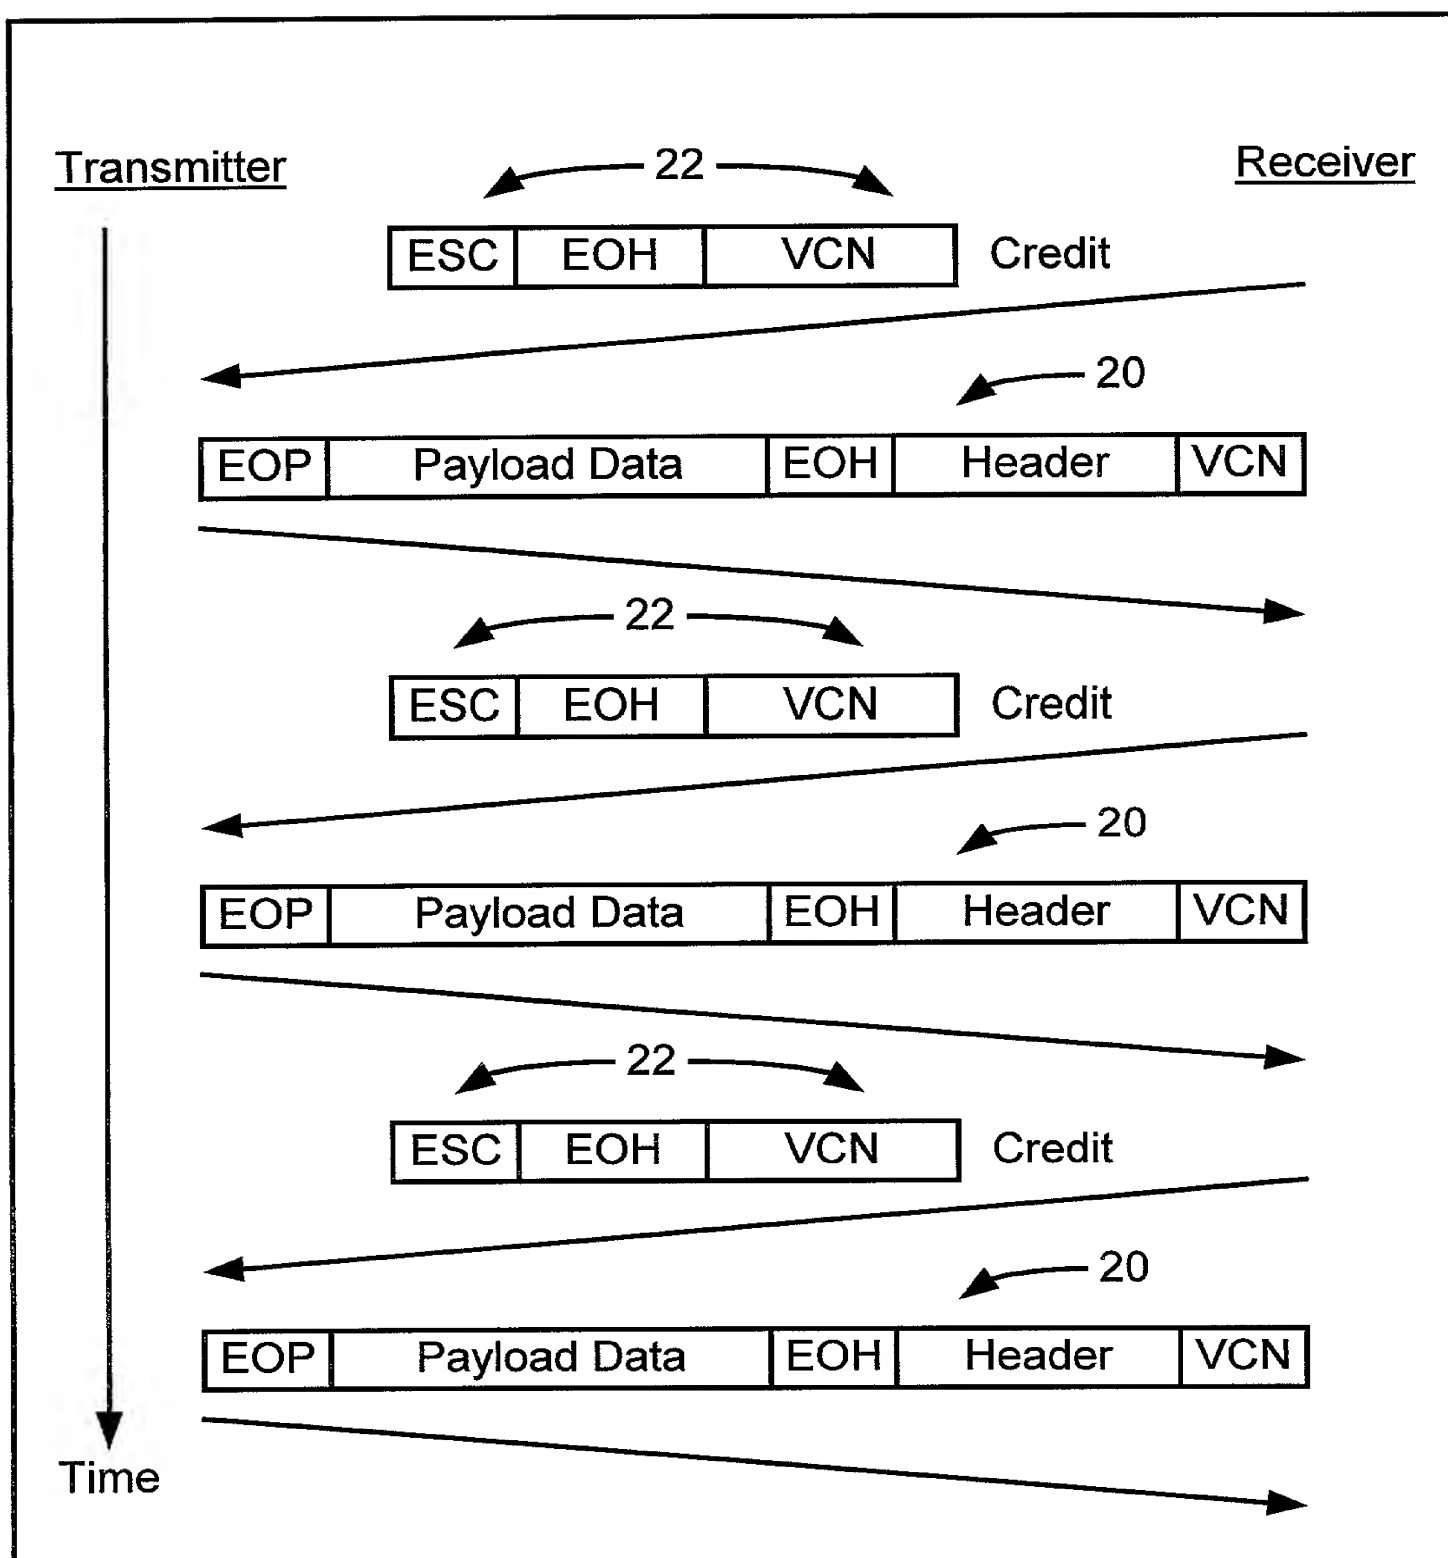 Transmitter 22 Receiver
ESC EOH VCN Credit
20
EOP Payload Data EOH Header VCN
22
ESC EOH VCN Credit
20
EOP Payload Data EOH Header VCN
22
ESC EOH VCN Credit
20
EOP Payload Data EOH Header VCN
Time